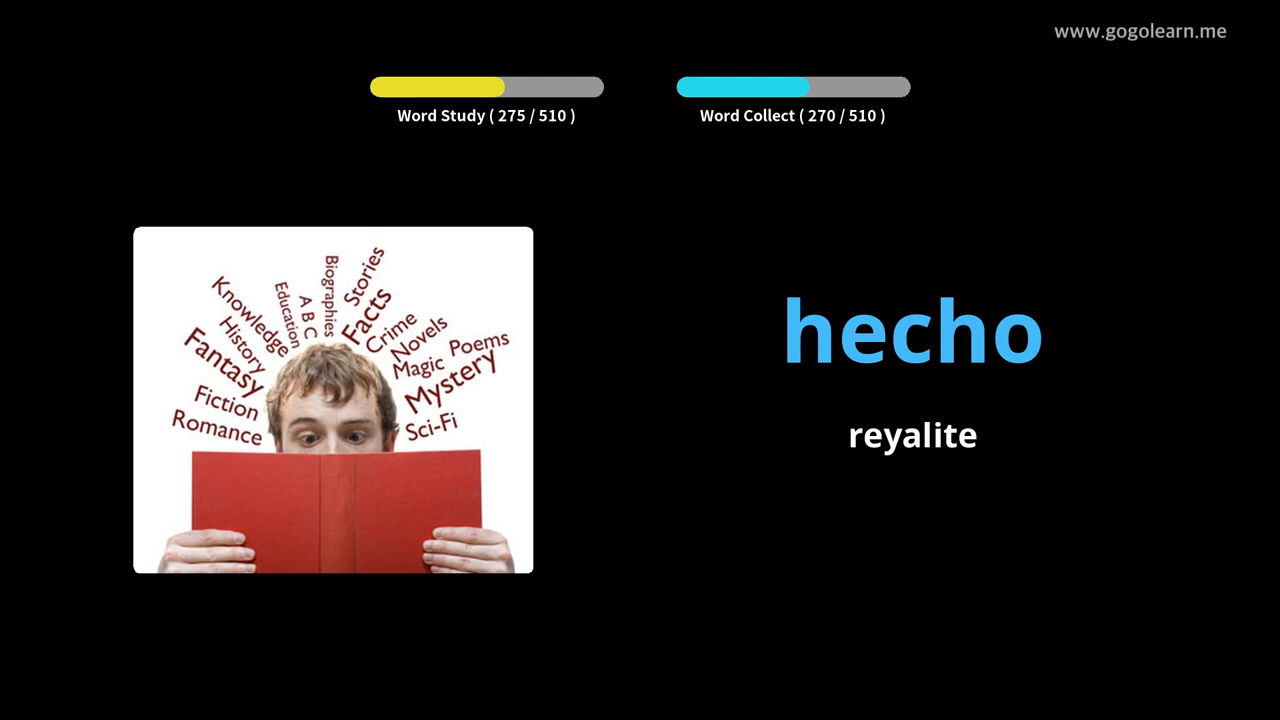 www.gogolearn.me
Word Study ( 275 / 510 )
Word Collect ( 270 / 510 )
Stories
Biographies
Facts
A B C
Education
Knowledge
Crime
Novels
History
Poems
Magic
Fantasy
Mystery
Fiction
Romance
Sci-Fi
hecho
reyalite